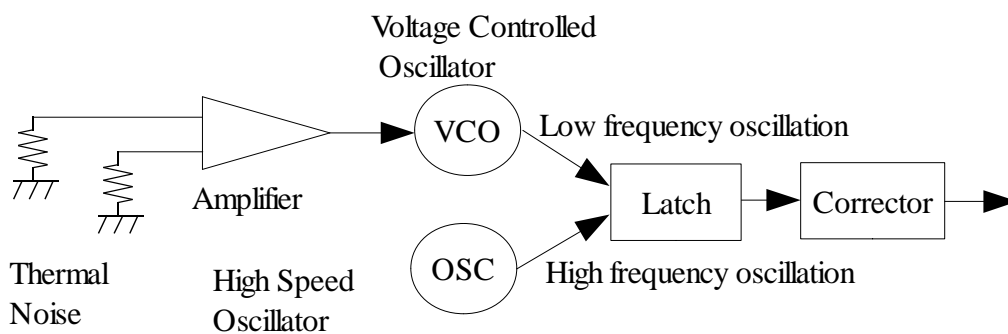 Voltage Controlled
Oscillator
VCO
Low frequency oscillation
Amplifier
Latch
Corrector
OSC
High frequency oscillation
Thermal
Noise
High Speed
Oscillator